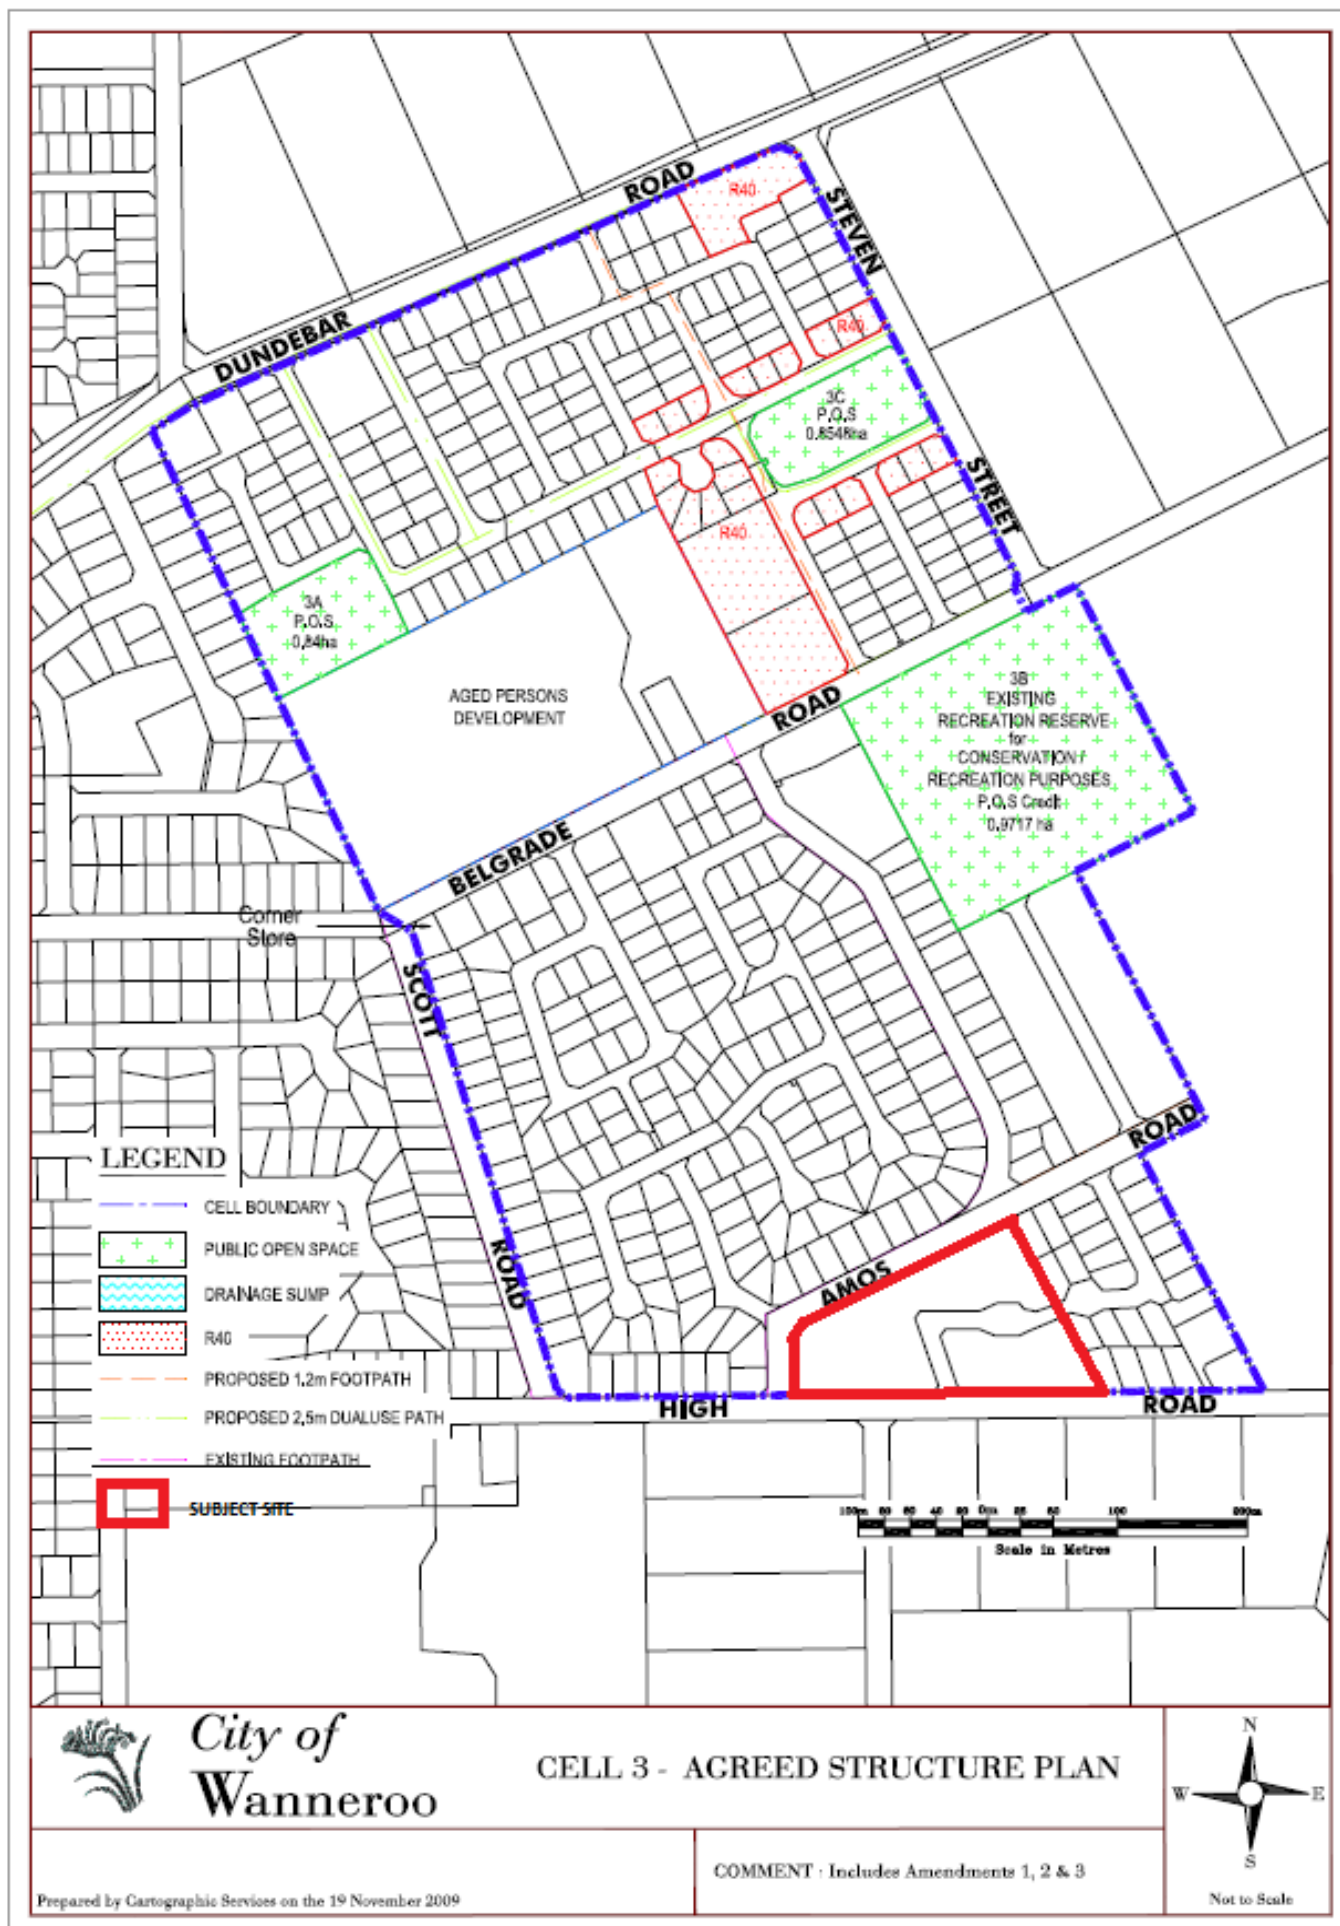 ROAD
DUNDEBAR
STEVEN
STREET
R40
R40
3C
P.O.S
0.8548ha
R40
3A
P.O.S
0.84ha
AGED PERSONS
DEVELOPMENT
ROAD
BELGRADE
3B
EXISTING
RECREATION RESERVE
for
CONSERVATION /
RECREATION PURPOSES
P.O.S Credit
0.9717 ha
Corner
Store
SCOTT
ROAD
ROAD
AMOS
HIGH
ROAD
LEGEND
CELL BOUNDARY
PUBLIC OPEN SPACE
DRAINAGE SUMP
R40
PROPOSED 1.2m FOOTPATH
PROPOSED 2.5m DUALUSE PATH
EXISTING FOOTPATH
SUBJECT SITE
100 200m
Scale in Metres
City of
Wanneroo
CELL 3 - AGREED STRUCTURE PLAN
N
W E
S
Not to Scale
COMMENT : Includes Amendments 1, 2 & 3
Prepared by Cartographic Services on the 19 November 2009